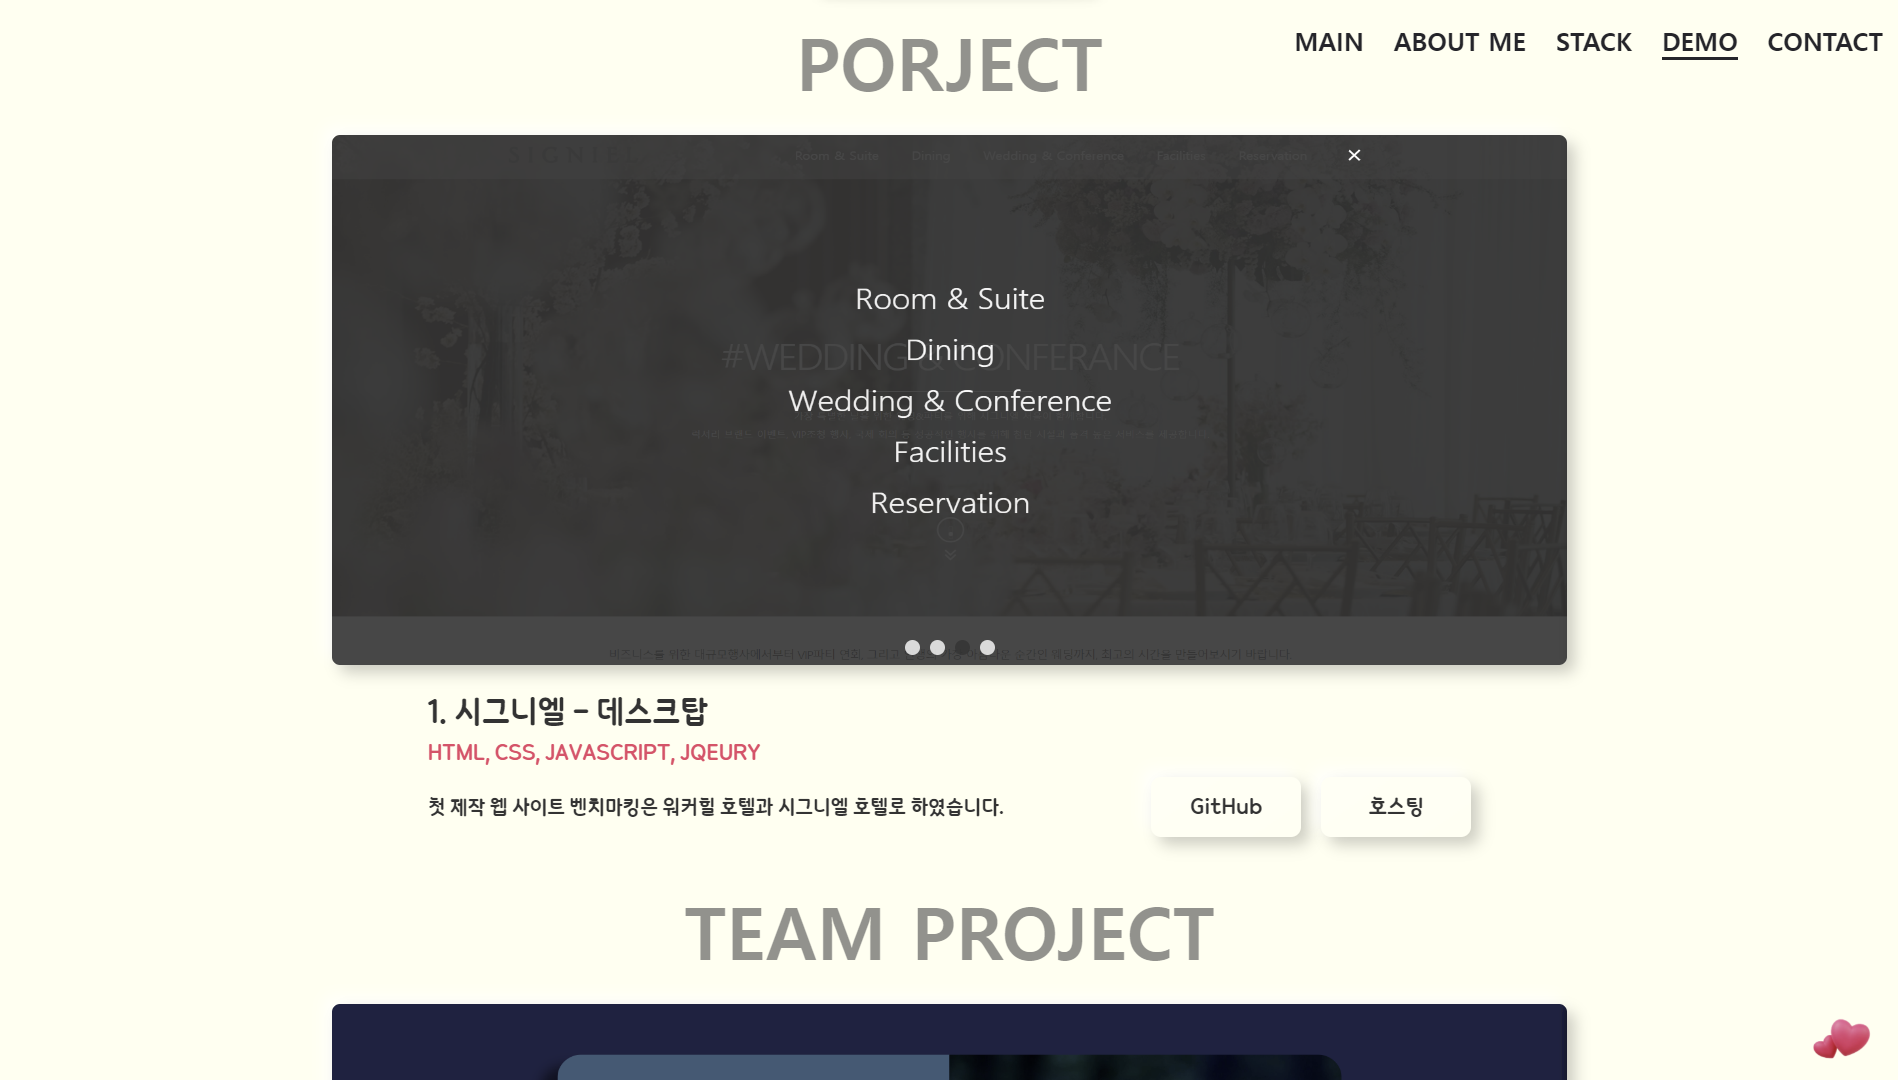 PORJECT
MAIN ABOUT ME STACK DEMO CONTACT
SIGNIEL
Room & Suite Dining Wedding & Conference Facilities Reservation
Room & Suite
#WEDDING & CONFERANCE
Dining
Wedding & Conference
Facilities
Reservation
1. 시그니엘 - 데스크탑
HTML, CSS, JAVASCRIPT, JQEURY
첫 제작 웹 사이트 벤치마킹은 워커힐 호텔과 시그니엘 호텔로 하였습니다.
GitHub
호스팅
TEAM PROJECT